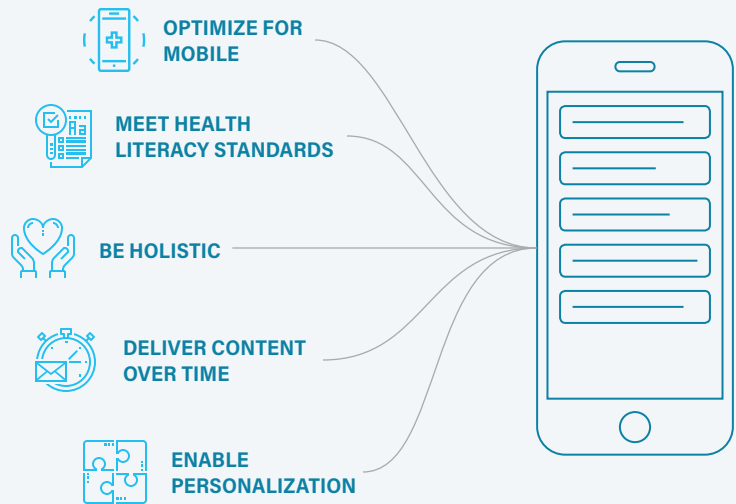 OPTIMIZE FOR
MOBILE
MEET HEALTH
LITERACY STANDARDS
BE HOLISTIC
DELIVER CONTENT
OVER TIME
ENABLE
PERSONALIZATION